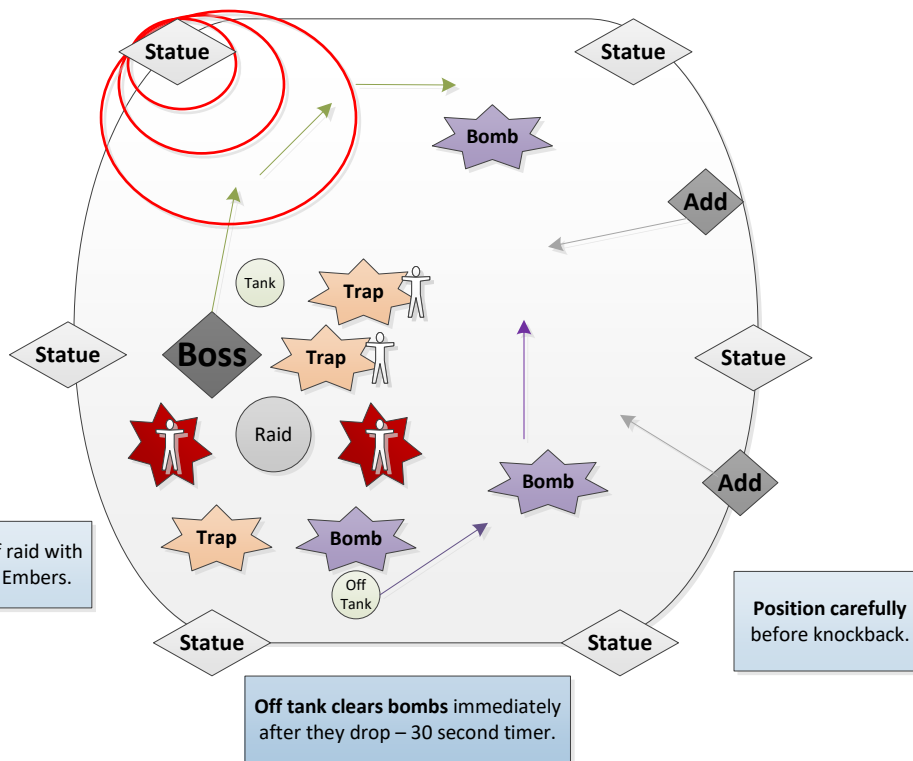 Statue
Statue
Bomb
Add
Tank
Trap
Statue
Boss
Trap
Statue
Raid
Bomb
Add
Trap
Bomb
raid with
Embers.
Off
Tank
Position carefully
before knockback.
Statue
Statue
Off tank clears bombs immediately
after they drop – 30 second timer.